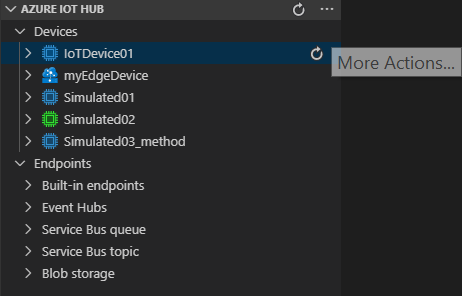 AZURE IOT HUB
Devices
IoTDevice01
More Actions...
myEdgeDevice
Simulated01
Simulated02
Simulated03_method
Endpoints
Built-in endpoints
Event Hubs
Service Bus queue
Service Bus topic
Blob storage